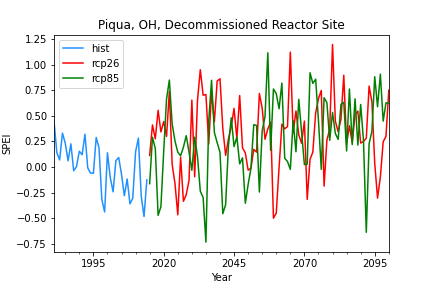 Piqua, OH, Decommissioned Reactor Site
hist
rcp26
rcp85
1.25
1.00
0.75
0.50
0.25
0.00
−0.25
−0.50
−0.75
SPEI
1995
2020
2045
2070
2095
Year